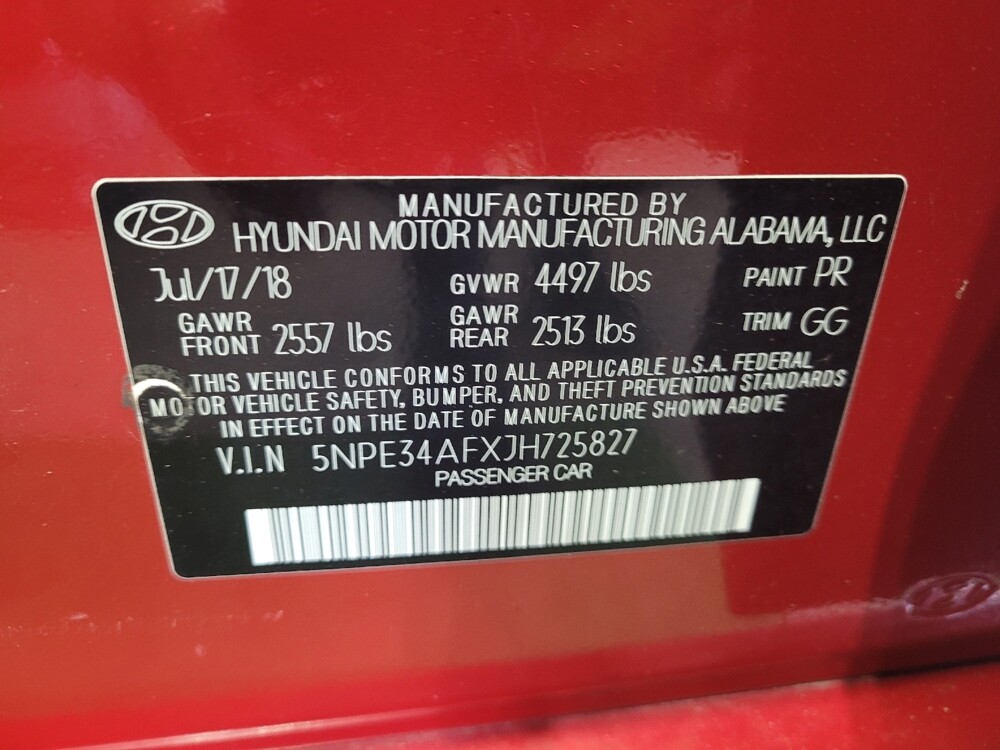 MANUFACTURED BY
HYUNDAI MOTOR MANUFACTURING ALABAMA, LLC
Jul/17/18 GVWR 4497 lbs PAINT PR
GAWR FRONT 2557 lbs GAWR REAR 2513 lbs TRIM GG
THIS VEHICLE CONFORMS TO ALL APPLICABLE U.S.A. FEDERAL
MOTOR VEHICLE SAFETY, BUMPER, AND THEFT PREVENTION STANDARDS
IN EFFECT ON THE DATE OF MANUFACTURE SHOWN ABOVE
V.I.N 5NPE34AFXJH725827
PASSENGER CAR